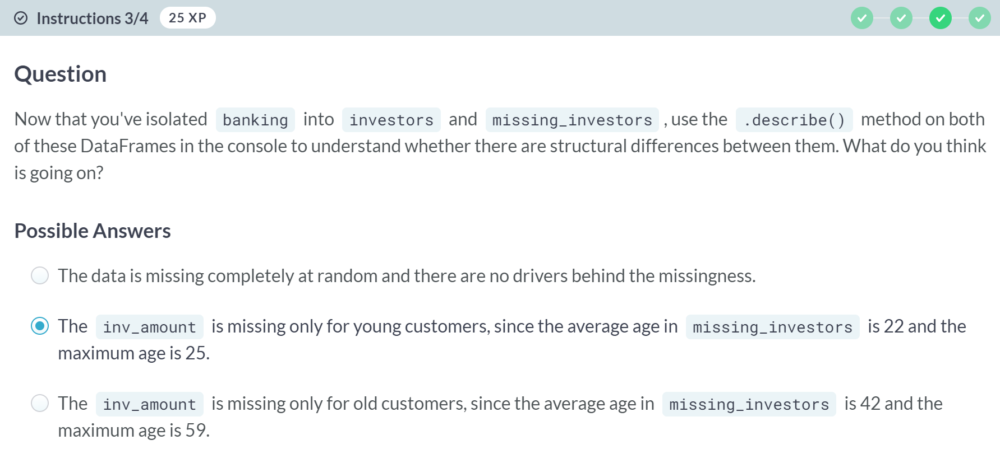 Instructions 3/4 25 XP
Question
Now that you've isolated banking into investors and missing_investors , use the .describe() method on both
of these DataFrames in the console to understand whether there are structural differences between them. What do you think
is going on?
Possible Answers
The data is missing completely at random and there are no drivers behind the missingness.
The inv_amount is missing only for young customers, since the average age in missing_investors is 22 and the
maximum age is 25.
The inv_amount is missing only for old customers, since the average age in missing_investors is 42 and the
maximum age is 59.